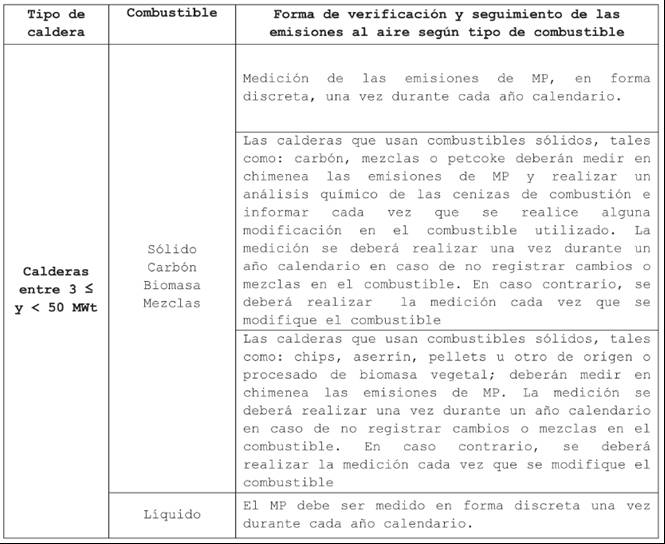 Tipo de caldera
Combustible
Forma de verificación y seguimiento de las
emisiones al aire según tipo de combustible
Calderas
entre 3 ≤
y < 50 MWt
Sólido
Carbón
Biomasa
Mezclas
Medición de las emisiones de MP, en forma
discreta, una vez durante cada año calendario.
Las calderas que usan combustibles sólidos, tales
como: carbón, mezclas o petcoke deberán medir en
chimenea las emisiones de MP y realizar un
análisis químico de las cenizas de combustión e
informar cada vez que se realice alguna
modificación en el combustible utilizado. La
medición se deberá realizar una vez durante un
año calendario en caso de no registrar cambios o
mezclas en el combustible. En caso contrario, se
deberá realizar la medición cada vez que se
modifique el combustible
Las calderas que usan combustibles sólidos, tales
como: chips, aserrín, pellets u otro de origen o
procesado de biomasa vegetal; deberán medir en
chimenea las emisiones de MP. La medición se
deberá realizar una vez durante un año calendario
en caso de no registrar cambios o mezclas en el
combustible. En caso contrario, se deberá
realizar la medición cada vez que se modifique el
combustible
Líquido
El MP debe ser medido en forma discreta una vez
durante cada año calendario.